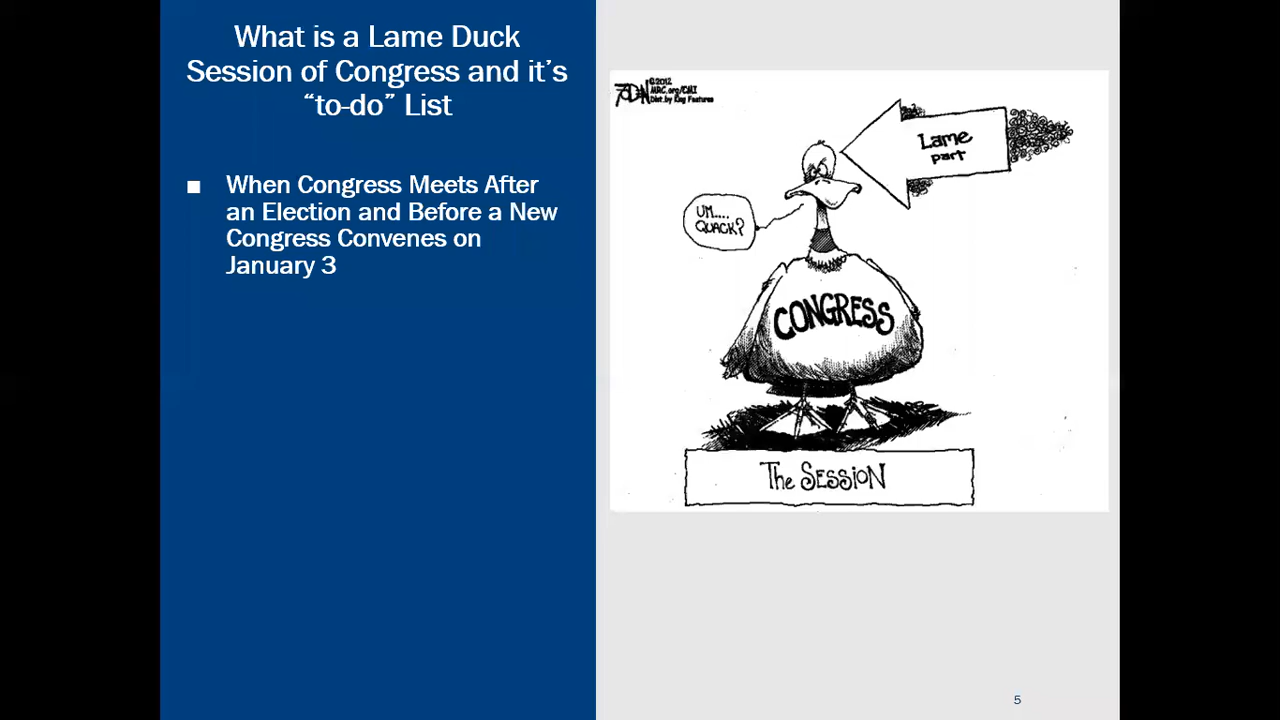 What is a Lame Duck
Session of Congress and it's
"to-do" List
■ When Congress Meets After
an Election and Before a New
Congress Convenes on
January 3
©2012
MRC.org/CMI
Dist. by Key Features
Lame
part
UM....
QUACK?
CONGRESS
The SESSION
5